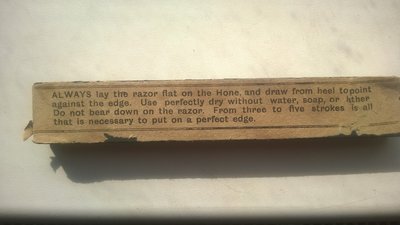 ALWAYS lay the razor flat on the Hone, and draw from heel to point
against the edge. Use perfectly dry without water, soap, or lather
Do not bear down on the razor. From three to five strokes is all
that is necessary to put on a perfect edge.